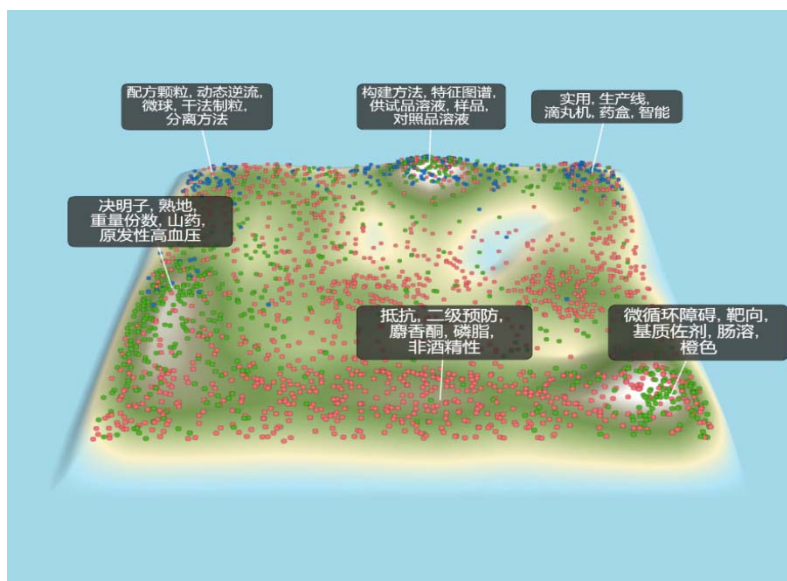 配方颗粒, 动态逆流,
微球, 干法制粒,
分离方法
构建方法, 特征图谱,
供试品溶液, 样品,
对照品溶液
实用, 生产线,
滴丸机, 药盒, 智能
决明子, 熟地,
重量份数, 山药,
原发性高血压
抵抗, 二级预防,
麝香酮, 磷脂,
非酒精性
微循环障碍, 靶向,
基质佐剂, 肠溶,
橙色